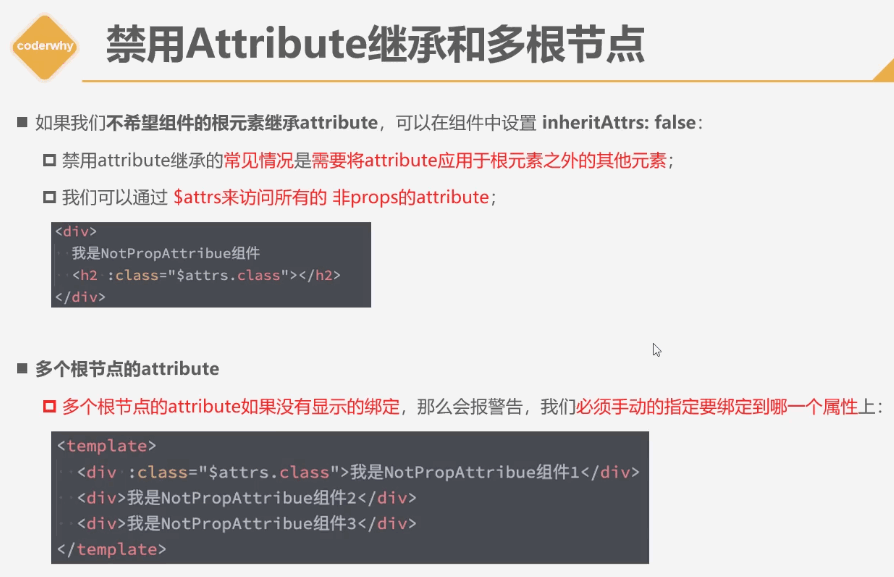 coderwhy
禁用Attribute继承和多根节点
如果我们不希望组件的根元素继承attribute，可以在组件中设置 inheritAttrs: false：
禁用attribute继承的常见情况是需要将attribute应用于根元素之外的其他元素；
我们可以通过 $attrs来访问所有的 非props的attribute；
<div>
我是NotPropAttribue组件
<h2 :class="$attrs.class"></h2>
</div>
多个根节点的attribute
多个根节点的attribute如果没有显示的绑定，那么会报警告，我们必须手动的指定要绑定到哪一个属性上：
<template>
<div :class="$attrs.class">我是NotPropAttribue组件1</div>
<div>我是NotPropAttribue组件2</div>
<div>我是NotPropAttribue组件3</div>
</template>